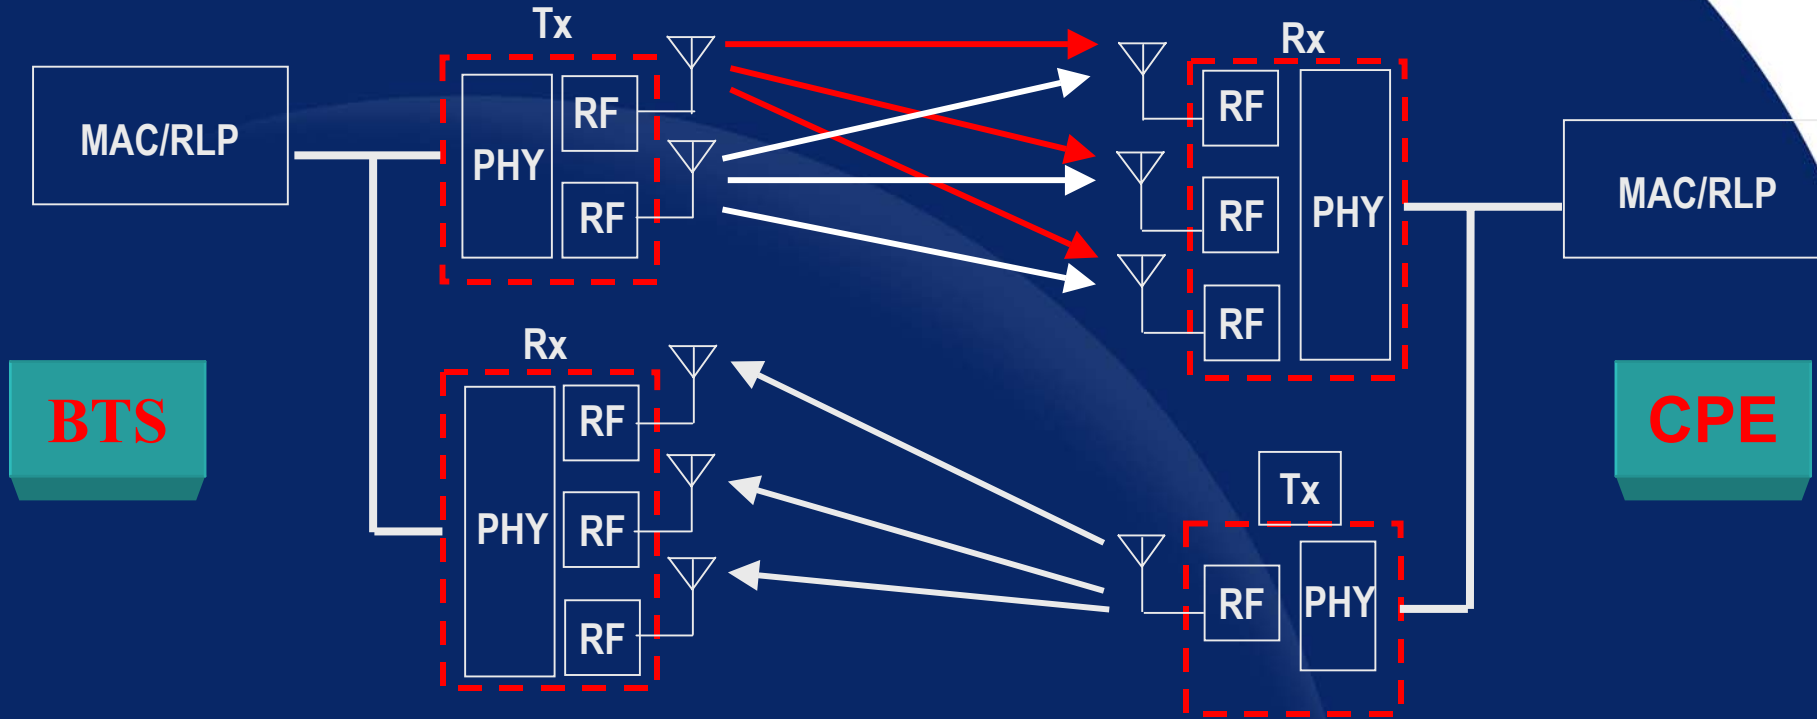 Tx
Rx
MAC/RLP
PHY
RF
RF
RF
RF
RF
PHY
MAC/RLP
Rx
BTS
PHY
RF
RF
RF
CPE
Tx
RF
PHY